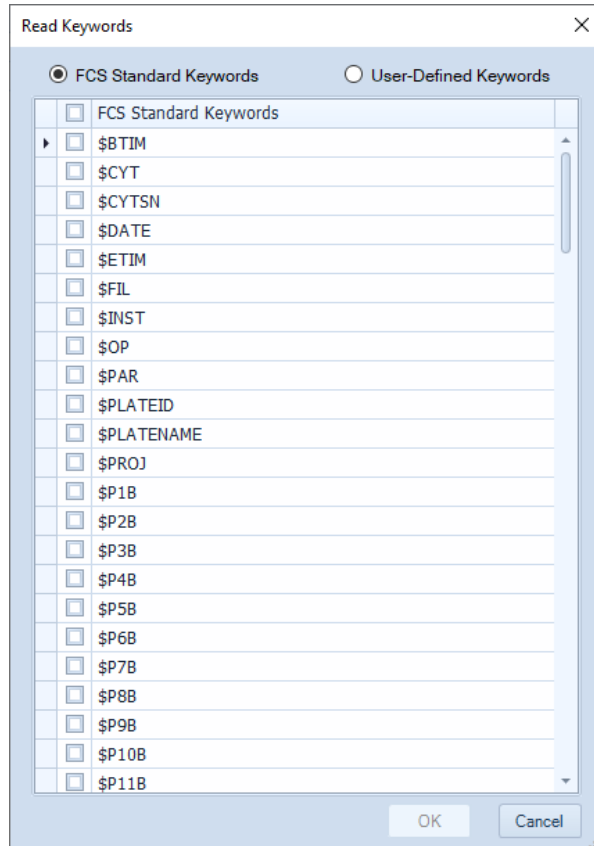 Read Keywords
FCS Standard Keywords User-Defined Keywords
FCS Standard Keywords
$BTIM
$CYT
$CYTSN
$DATE
$ETIM
$FIL
$INST
$OP
$PAR
$PLATEID
$PLATENAME
$PROJ
$P1B
$P2B
$P3B
$P4B
$P5B
$P6B
$P7B
$P8B
$P9B
$P10B
$P11B
OK Cancel